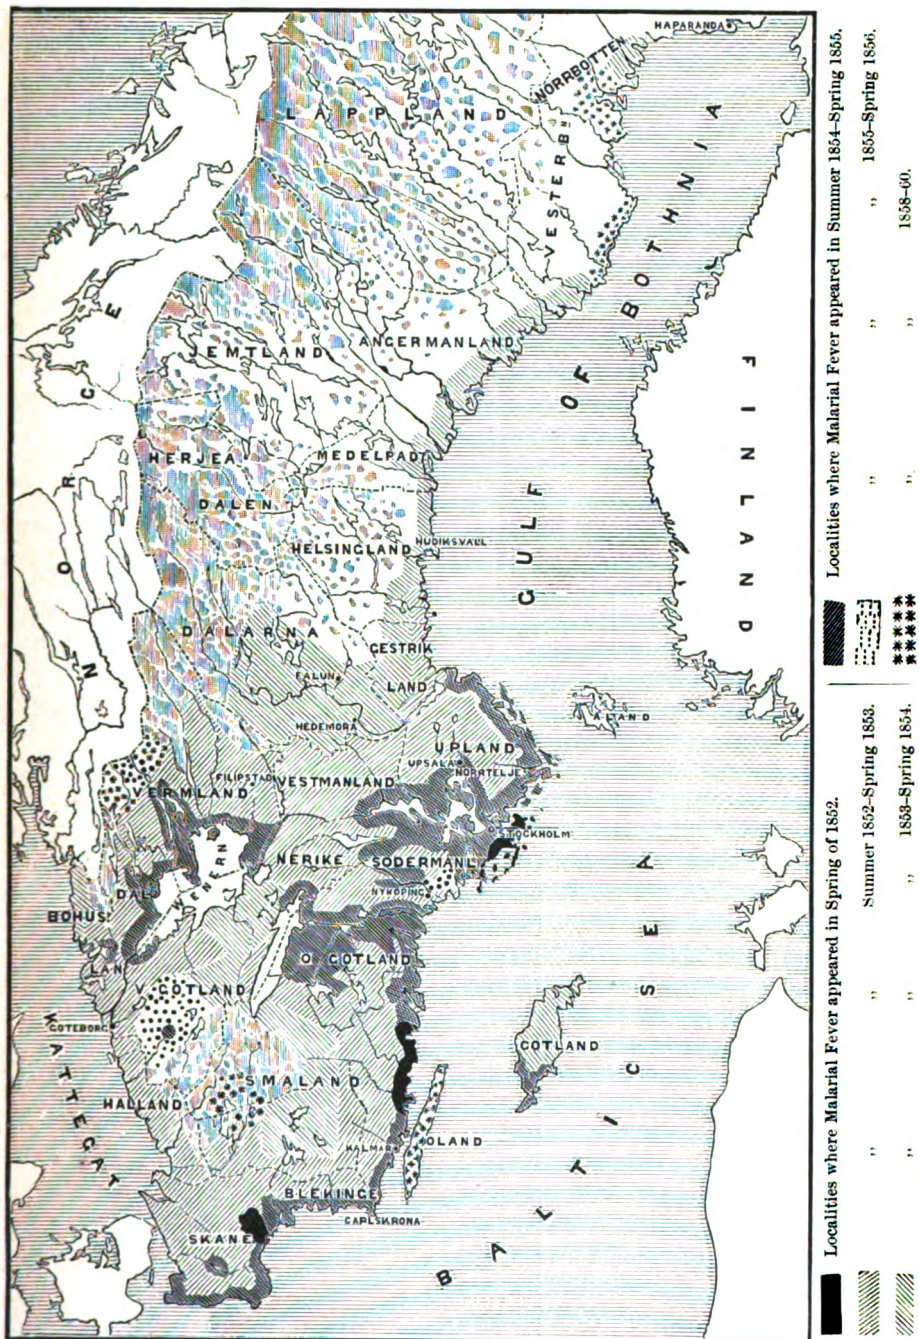 HAPARANDA
NORRBOTTEN
LAPPLAND
VESTERBN
ANGERMANLAND
JEMTLAND
MEDELPAD
HERJEA
DALEN
HELSINGLAND
HUDIKSVALL
DALARNA
GESTRIK
LAND
FALUN
HEDEMORA
UPLAND
UPSALA
NORRTELJE
VESTMANLAND
FILIPSTAD
VERMLAND
STOCKHOLM
SODERMANL
NERIKE
NYKOPING
WENERN
DAL
BOHUS
LAN
O. GOTLAND
V. GOTLAND
GOTEBORG
KATTEGAT
HALLAND
SMALAND
GOTLAND
OLAND
KALMAR
BLEKINGE
CARLSKRONA
SKANE
NORGE
GULF OF BOTHNIA
FINLAND
ALAND
BALTIC SEA
Localities where Malarial Fever appeared in Spring of 1852.
,, ,, Summer 1852–Spring 1853.
,, ,, ,, 1853–Spring 1854.
Localities where Malarial Fever appeared in Summer 1854–Spring 1855.
,, ,, ,, 1855–Spring 1856.
,, ,, 1858–60.